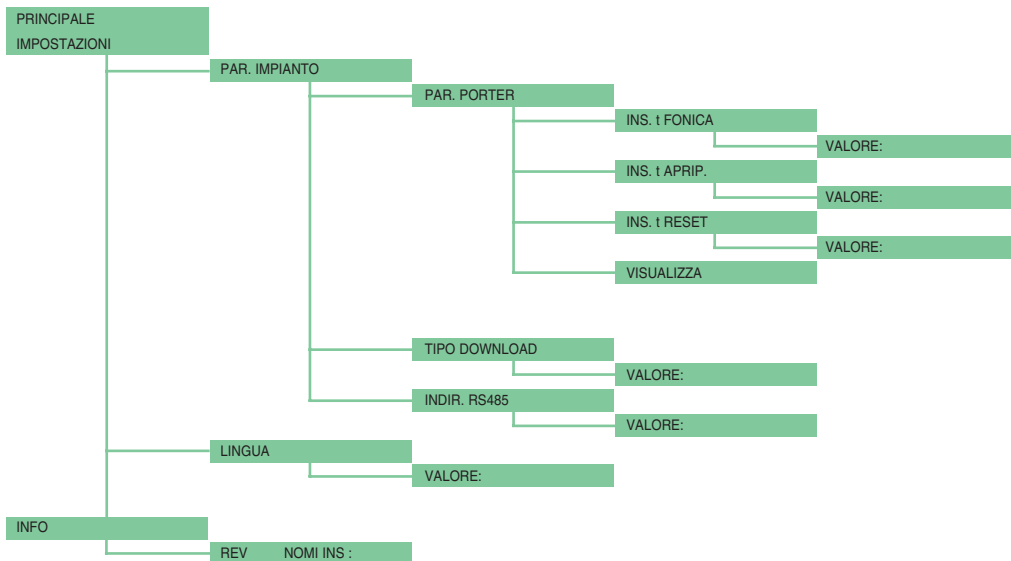 PRINCIPALE
IMPOSTAZIONI
PAR. IMPIANTO
PAR. PORTER
INS. t FONICA
VALORE:
INS. t APRIP.
VALORE:
INS. t RESET
VALORE:
VISUALIZZA
TIPO DOWNLOAD
VALORE:
INDIR. RS485
VALORE:
LINGUA
VALORE:
INFO
REV NOMI INS :